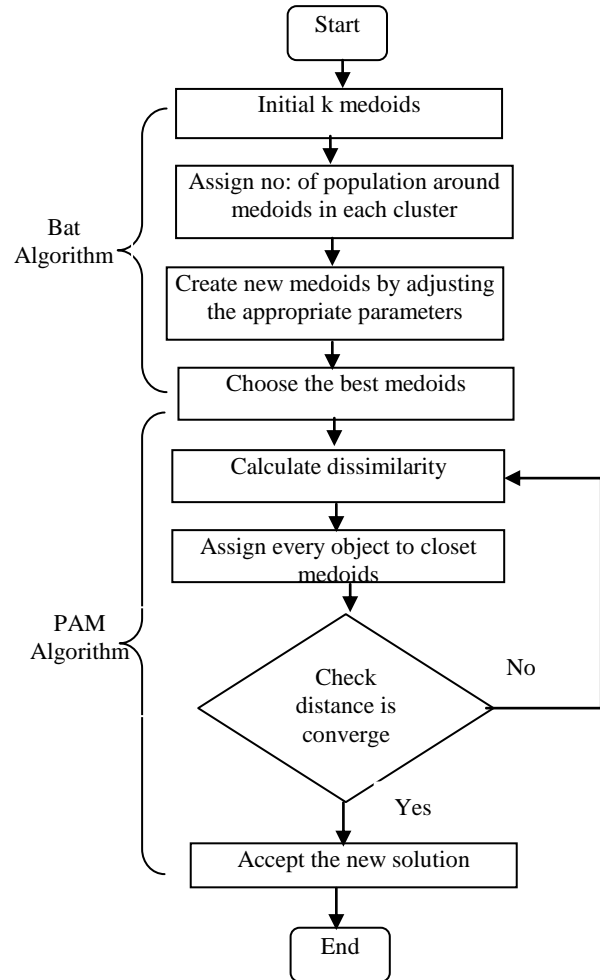 Start
Initial k medoids
Assign no: of population around
medoids in each cluster
Bat
Algorithm
Create new medoids by adjusting
the appropriate parameters
Choose the best medoids
Calculate dissimilarity
Assign every object to closet
medoids
PAM
Algorithm
Check
distance is
converge
No
Yes
Accept the new solution
End